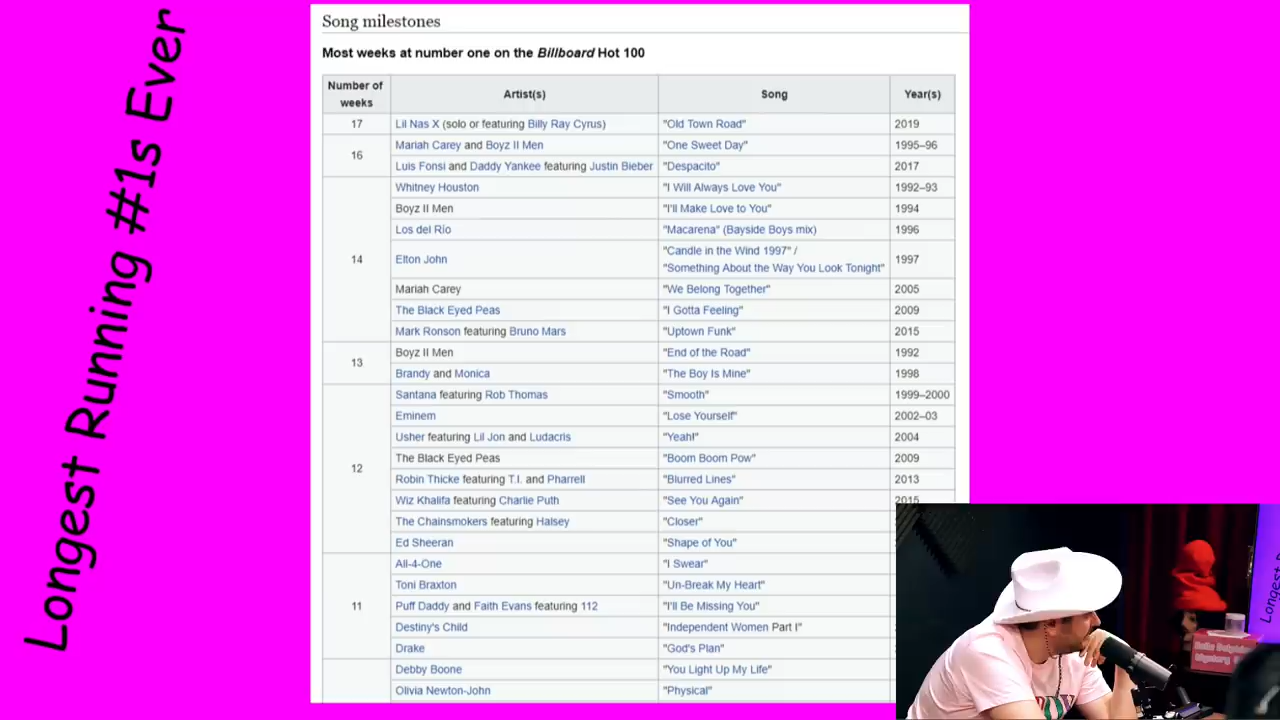 Longest Running #1s Ever
Song milestones
Most weeks at number one on the Billboard Hot 100
Number of weeks Artist(s) Song Year(s)
17 Lil Nas X (solo or featuring Billy Ray Cyrus) "Old Town Road" 2019
16 Mariah Carey and Boyz II Men "One Sweet Day" 1995–96
Luis Fonsi and Daddy Yankee featuring Justin Bieber "Despacito" 2017
14 Whitney Houston "I Will Always Love You" 1992–93
Boyz II Men "I'll Make Love to You" 1994
Los del Río "Macarena" (Bayside Boys mix) 1996
Elton John "Candle in the Wind 1997" /
"Something About the Way You Look Tonight" 1997
Mariah Carey "We Belong Together" 2005
The Black Eyed Peas "I Gotta Feeling" 2009
Mark Ronson featuring Bruno Mars "Uptown Funk" 2015
13 Boyz II Men "End of the Road" 1992
Brandy and Monica "The Boy Is Mine" 1998
12 Santana featuring Rob Thomas "Smooth" 1999–2000
Eminem "Lose Yourself" 2002–03
Usher featuring Lil Jon and Ludacris "Yeah!" 2004
The Black Eyed Peas "Boom Boom Pow" 2009
Robin Thicke featuring T.I. and Pharrell "Blurred Lines" 2013
Wiz Khalifa featuring Charlie Puth "See You Again" 2015
The Chainsmokers featuring Halsey "Closer"
Ed Sheeran "Shape of You"
11 All-4-One "I Swear"
Toni Braxton "Un-Break My Heart"
Puff Daddy and Faith Evans featuring 112 "I'll Be Missing You"
Destiny's Child "Independent Women Part I"
Drake "God's Plan"
Debby Boone "You Light Up My Life"
Olivia Newton-John "Physical"
Longest